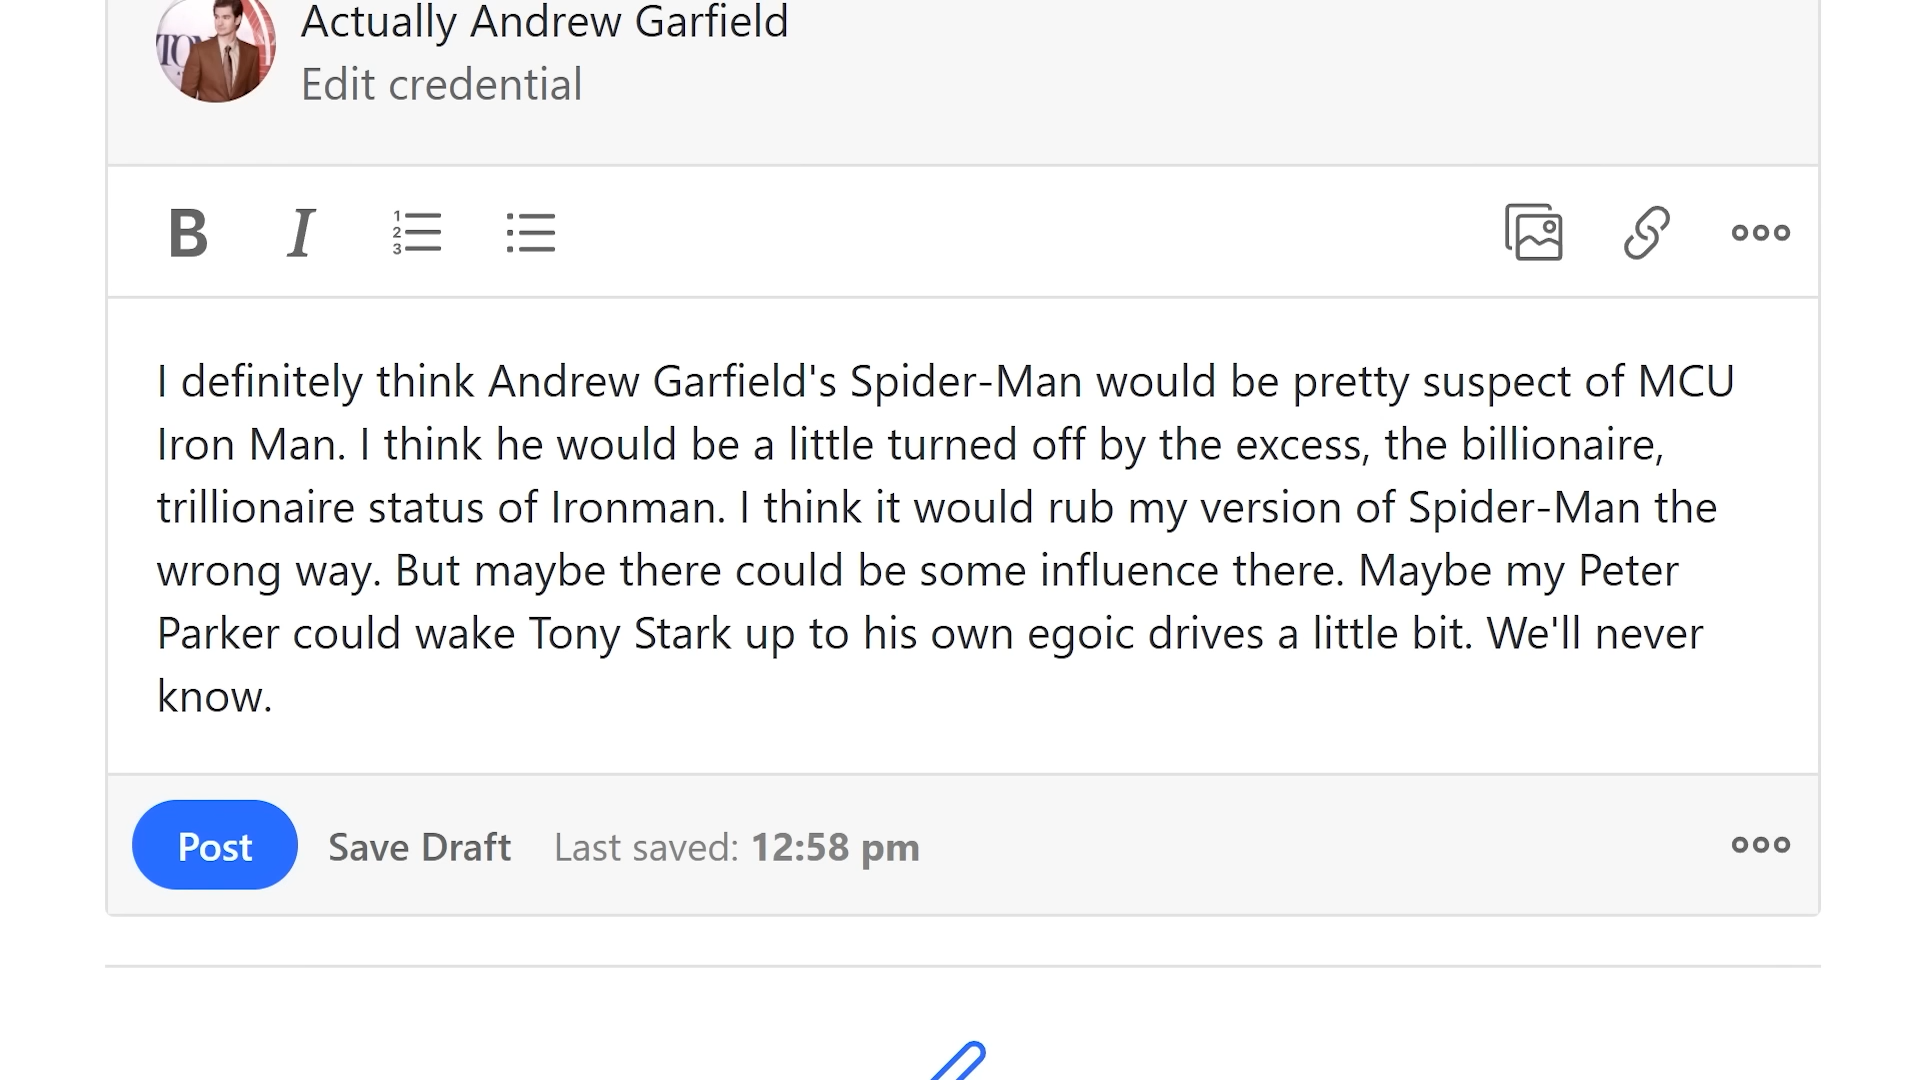 Actually Andrew Garfield
Edit credential
B I
1
2
3
I definitely think Andrew Garfield's Spider-Man would be pretty suspect of MCU
Iron Man. I think he would be a little turned off by the excess, the billionaire,
trillionaire status of Ironman. I think it would rub my version of Spider-Man the
wrong way. But maybe there could be some influence there. Maybe my Peter
Parker could wake Tony Stark up to his own egoic drives a little bit. We'll never
know.
Post Save Draft Last saved: 12:58 pm